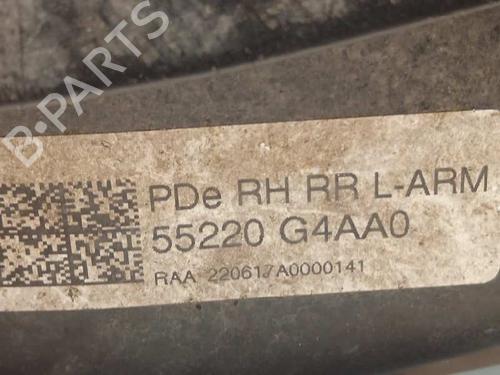 B-PARTS
PDe RH RR L-ARM
55220 G4AA0
RAA 220617A0000141